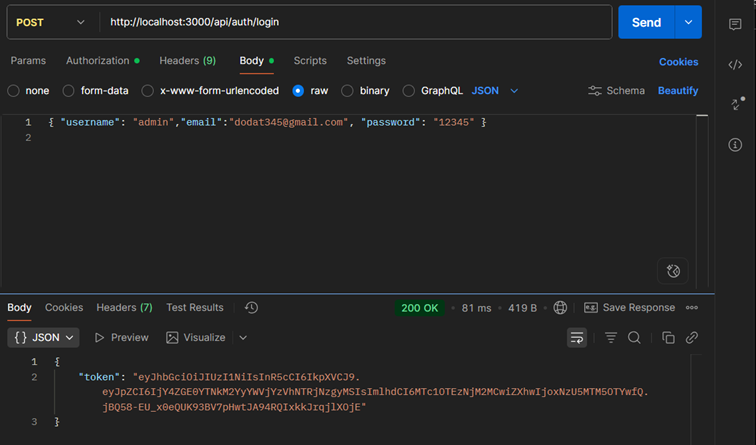 POST http://localhost:3000/api/auth/login Send
Params Authorization Headers (9) Body Scripts Settings Cookies
none form-data x-www-form-urlencoded raw binary GraphQL JSON Schema Beautify
1 { "username": "admin","email":"dodat345@gmail.com", "password": "12345" }
2
Body Cookies Headers (7) Test Results 200 OK • 81 ms • 419 B • e.g. Save Response
{} JSON Preview Visualize
1 {
2 "token": "eyJhbGciOiJIUzI1NiIsInR5cCI6IkpXVCJ9.
eyJpZCI6IjY4ZGE0YTNkM2YyYWVjYzVhNTRjNzgyMSIsImlhdCI6MTc1OTEzNjM2MCwiZXhwIjoxNzU5MTM5OTYwfQ.
jBQ58-EU_x0eQUK93BV7pHwtJA94RQIxkkJrqjlXOjE"
3 }